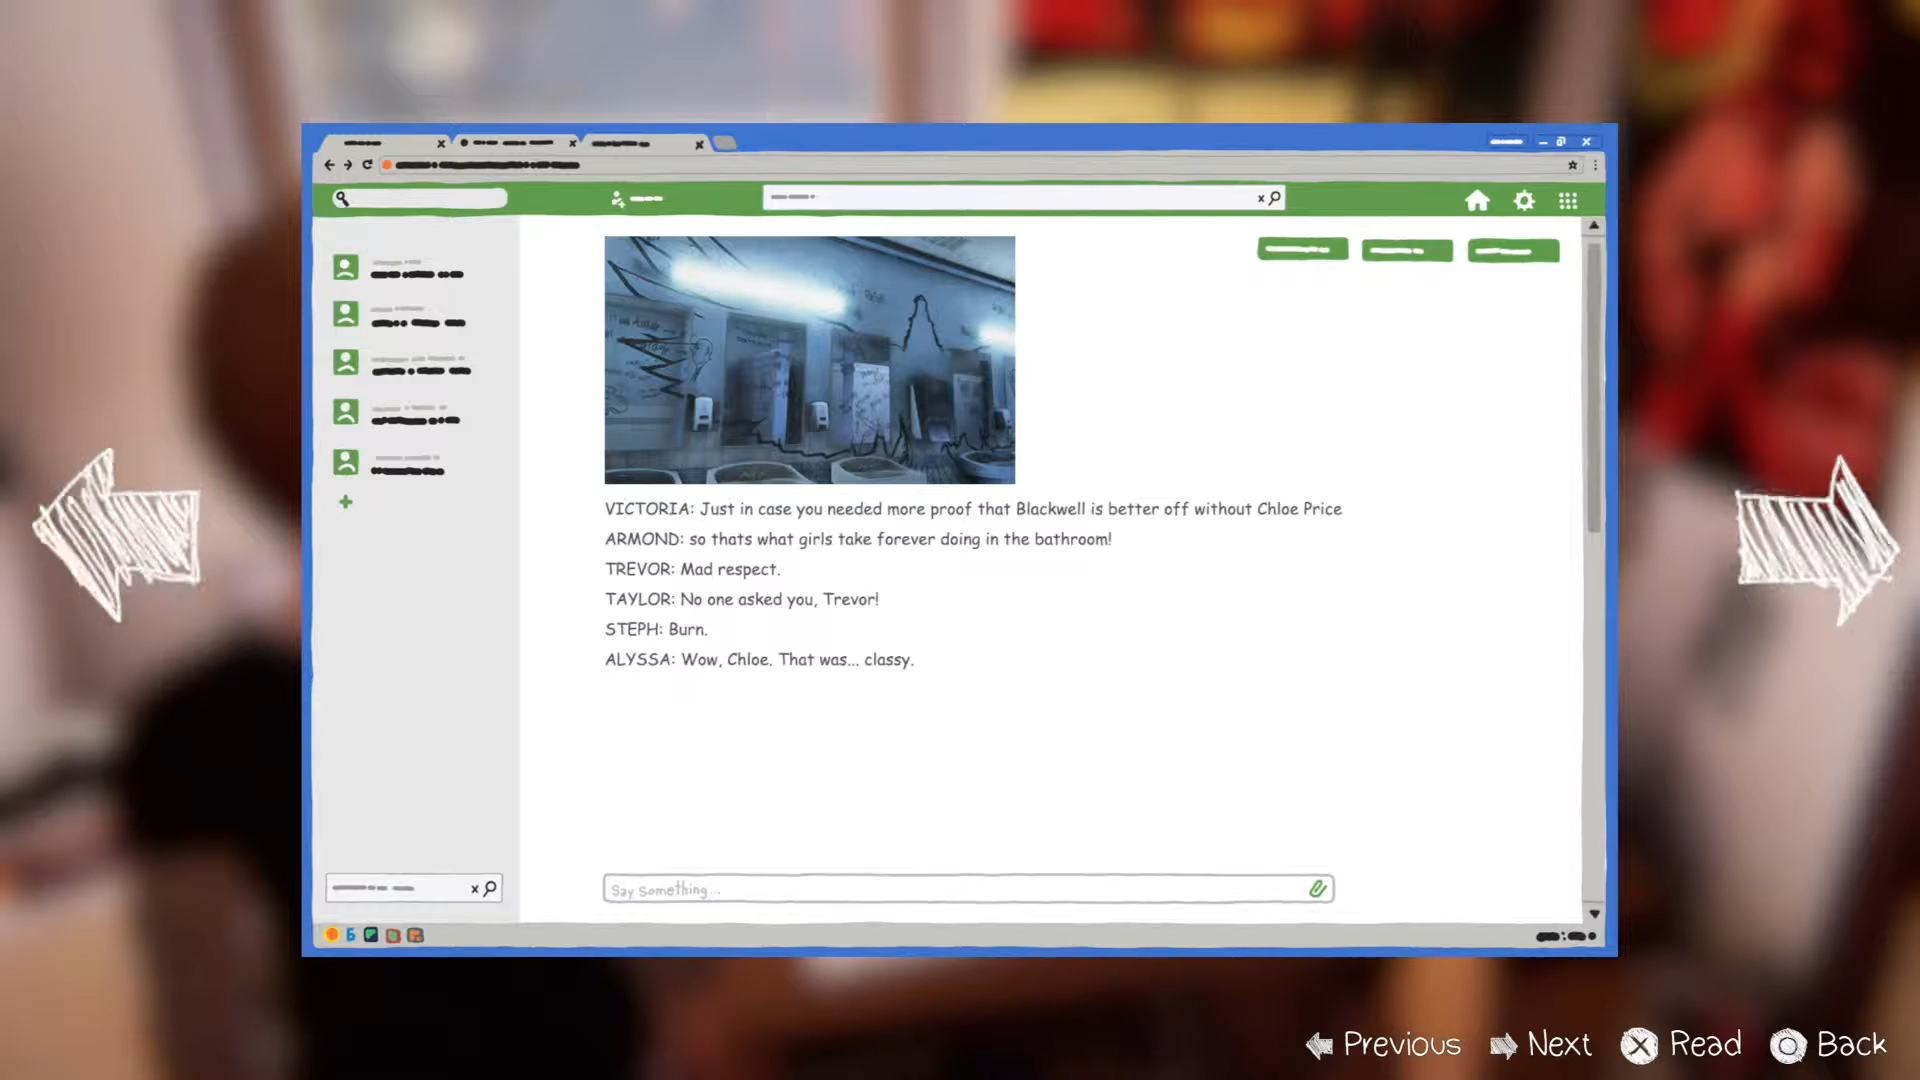 VICTORIA: Just in case you needed more proof that Blackwell is better off without Chloe Price
ARMOND: so thats what girls take forever doing in the bathroom!
TREVOR: Mad respect.
TAYLOR: No one asked you, Trevor!
STEPH: Burn.
ALYSSA: Wow, Chloe. That was... classy.
Say Something...
Previous Next Read Back